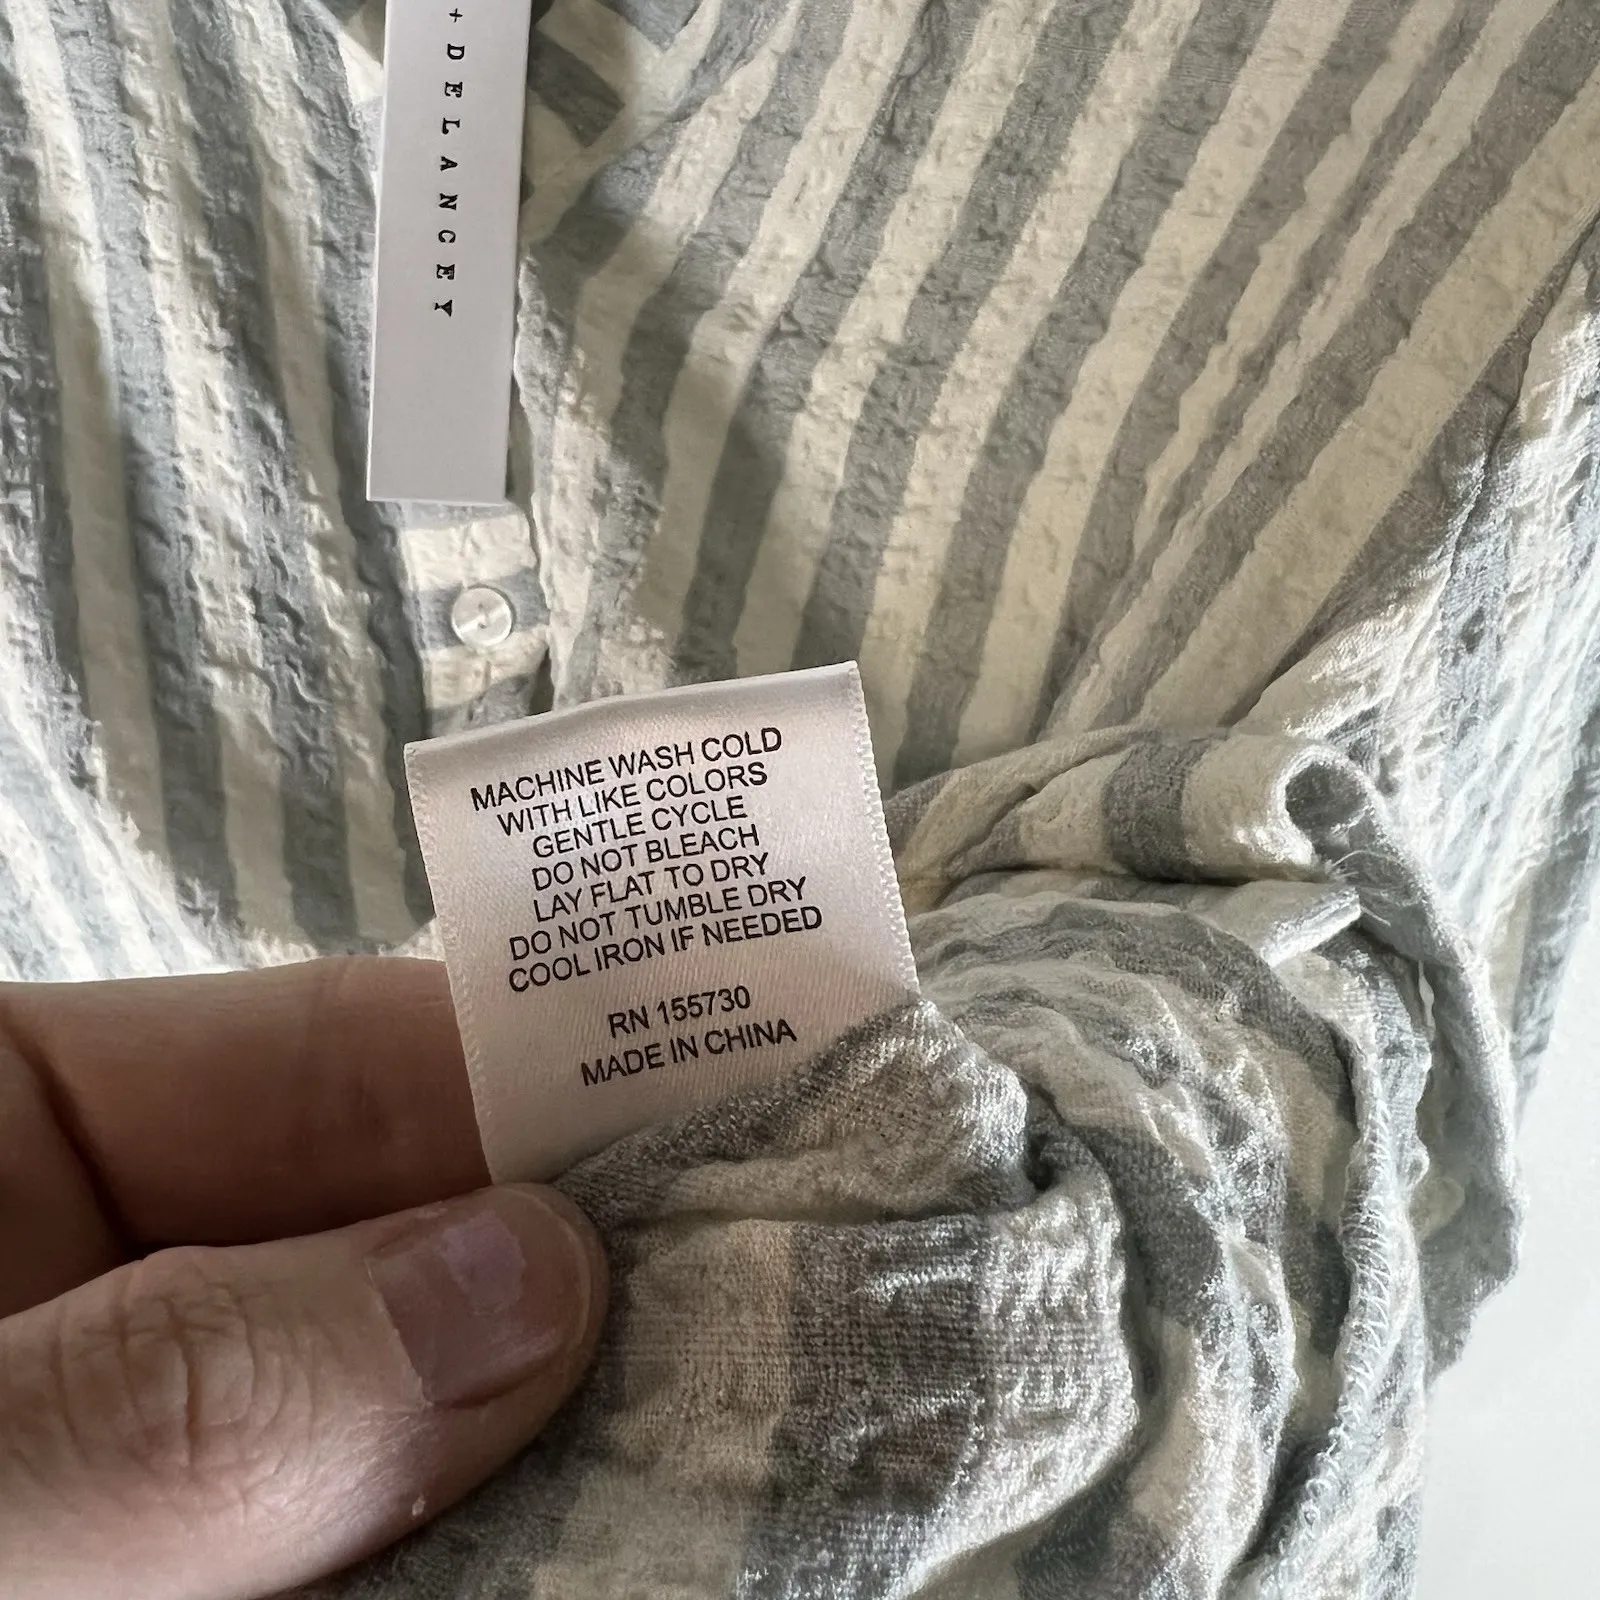 + DELANCEY
MACHINE WASH COLD
WITH LIKE COLORS
GENTLE CYCLE
DO NOT BLEACH
LAY FLAT TO DRY
DO NOT TUMBLE DRY
COOL IRON IF NEEDED
RN 155730
MADE IN CHINA